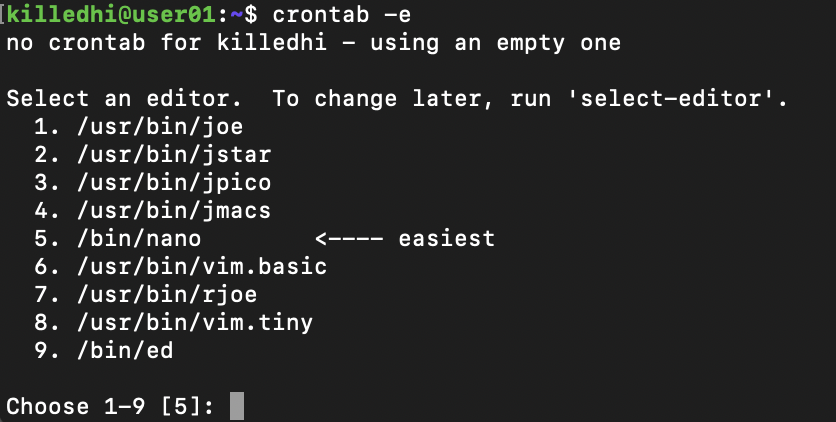 [killedhi@user01:~$ crontab -e
no crontab for killedhi - using an empty one
Select an editor.  To change later, run 'select-editor'.
  1. /usr/bin/joe
  2. /usr/bin/jstar
  3. /usr/bin/jpico
  4. /usr/bin/jmacs
  5. /bin/nano        <---- easiest
  6. /usr/bin/vim.basic
  7. /usr/bin/rjoe
  8. /usr/bin/vim.tiny
  9. /bin/ed
Choose 1-9 [5]: